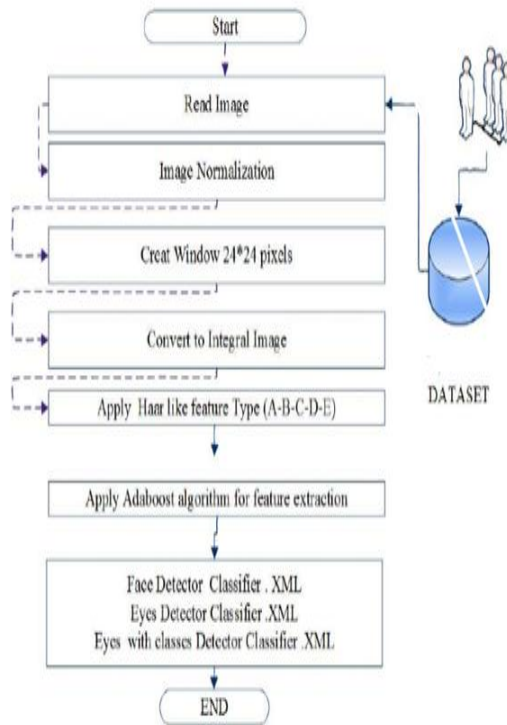 Start
Read Image
Image Normalization
Creat Window 24*24 pixels
Convert to Integral Image
Apply Haar like feature Type (A-B-C-D-E)
DATASET
Apply Adaboost algorithm for feature extraction
Face Detector Classifier . XML
Eyes Detector Classifier .XML
Eyes with classes Detector Classifier .XML
END